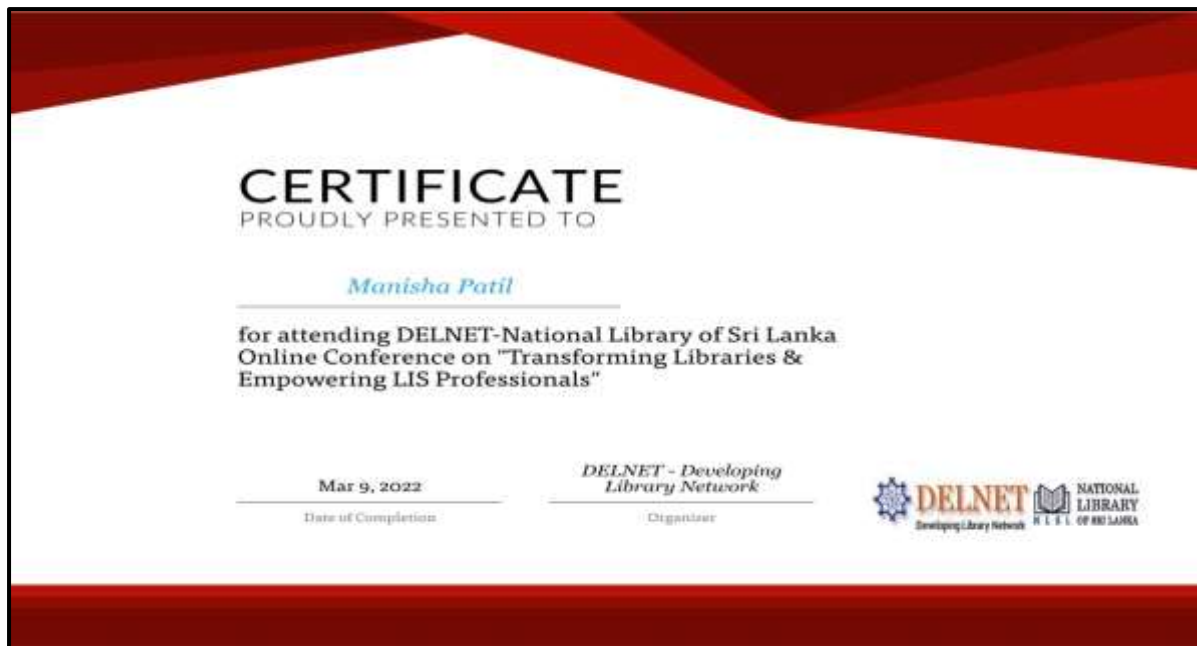 CERTIFICATE
PROUDLY PRESENTED TO
Manisha Patil
for attending DELNET-National Library of Sri Lanka
Online Conference on "Transforming Libraries &
Empowering LIS Professionals"
Mar 9, 2022
Date of Completion
DELNET - Developing
Library Network
Organizer
DELNET
Developing Library Network
N L S L
NATIONAL
LIBRARY
OF SRI LANKA